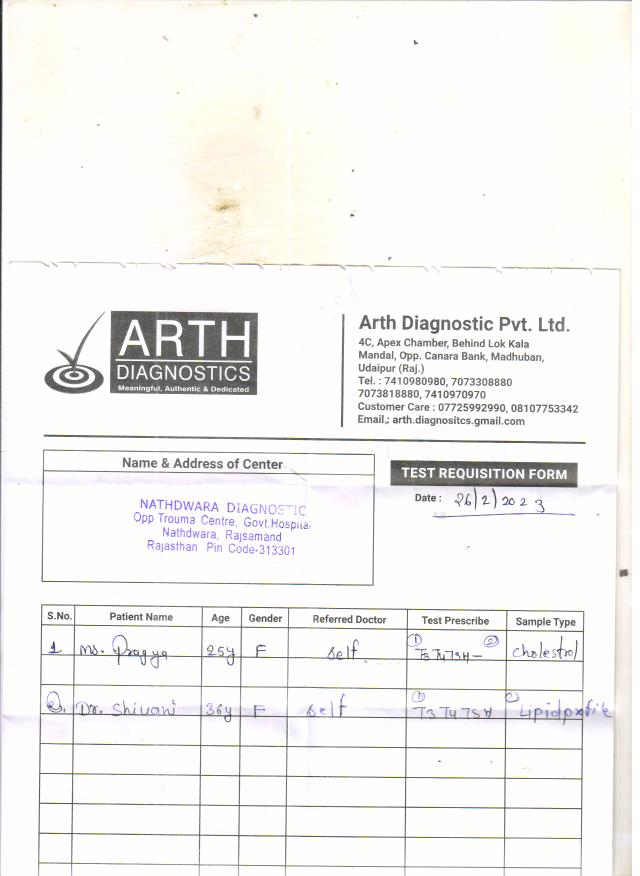 ARTH
DIAGNOSTICS
Meaningful, Authentic & Dedicated
Arth Diagnostic Pvt. Ltd.
4C, Apex Chamber, Behind Lok Kala
Mandal, Opp. Canara Bank, Madhuban,
Udaipur (Raj.)
Tel. : 7410980980, 7073308880
7073818880, 7410970970
Customer Care : 07725992990, 08107753342
Email.: arth.diagnositcs.gmail.com
Name & Address of Center
NATHDWARA DIAGNOSTIC
Opp Trouma Centre, Govt.Hospital
Nathdwara, Rajsamand
Rajasthan Pin Code-313301
TEST REQUISITION FORM
Date : 26/2/2023
S.No. Patient Name Age Gender Referred Doctor Test Prescribe Sample Type
1. Ms. Pragya 25y F self ① T3 T4 TSH - ② Cholestrol
2. Dr. Shivani 36y F self ① T3 T4 TSH ② Lipidprofile